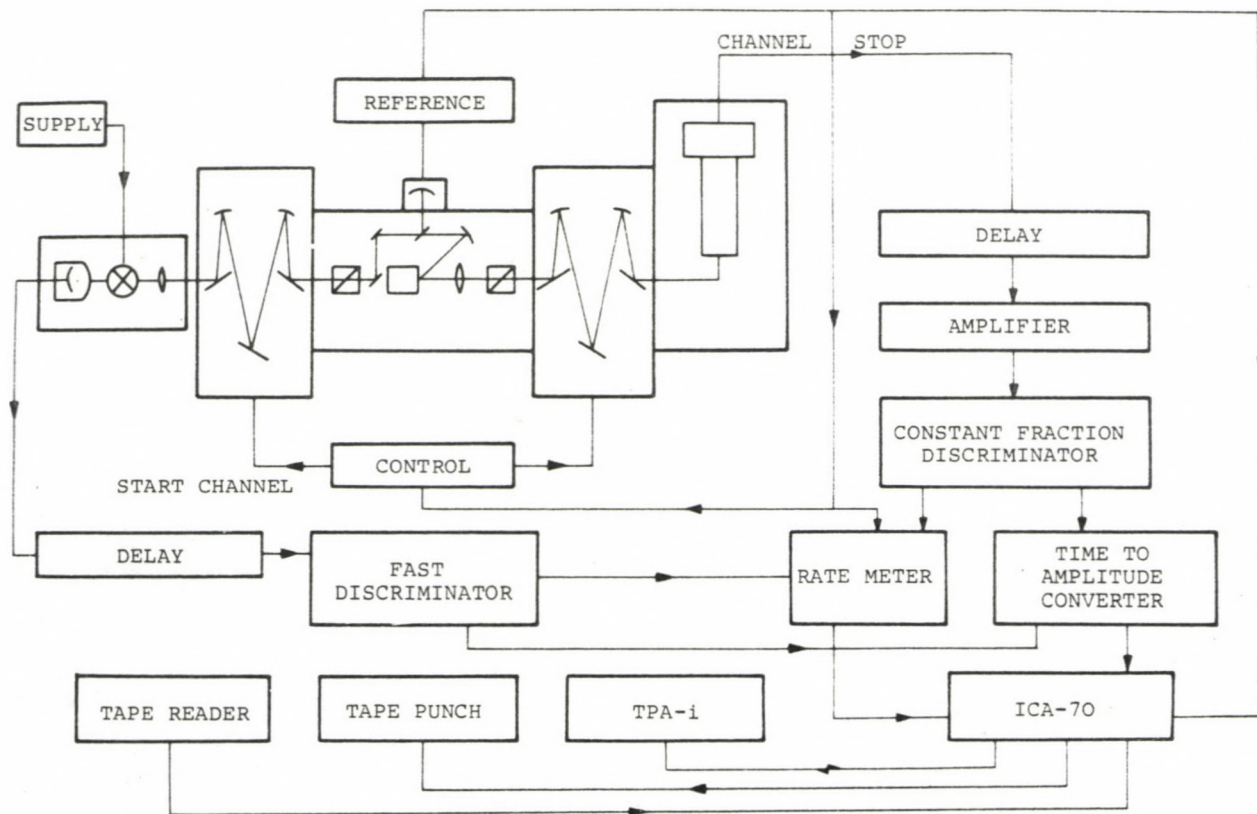 CHANNEL STOP
REFERENCE
SUPPLY
DELAY
AMPLIFIER
CONSTANT FRACTION
DISCRIMINATOR
CONTROL
START CHANNEL
DELAY
FAST
DISCRIMINATOR
RATE METER
TIME TO
AMPLITUDE
CONVERTER
TAPE READER
TAPE PUNCH
TPA-i
ICA-70